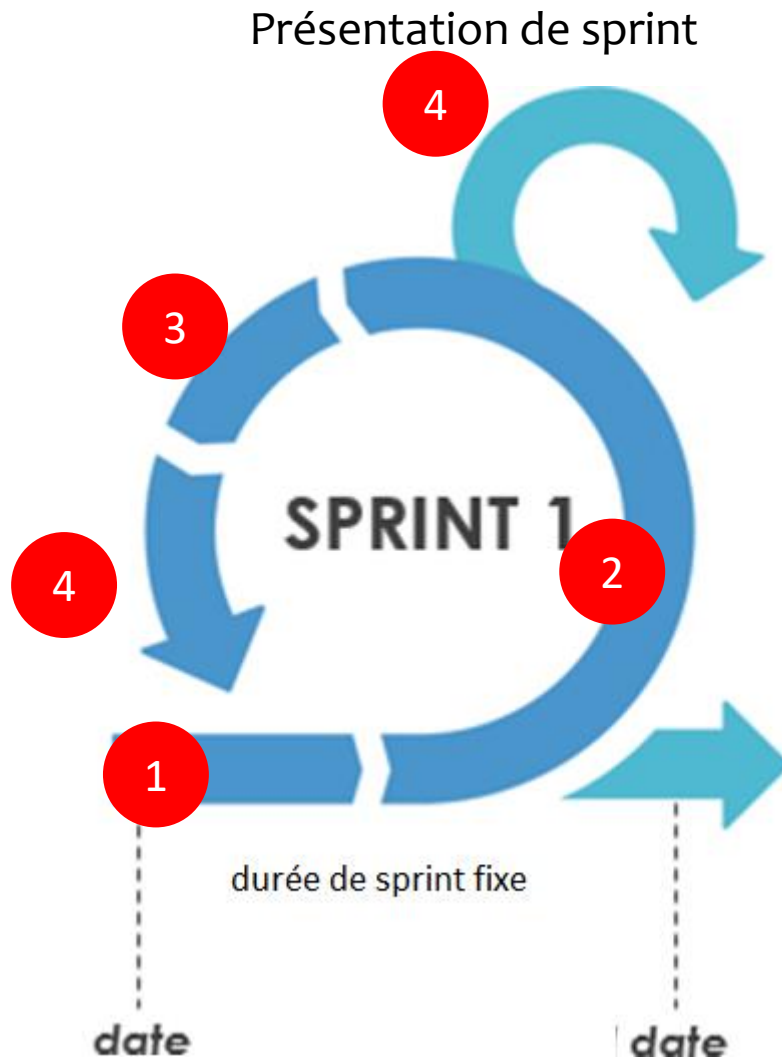 Présentation de sprint
4
3
SPRINT 1
2
4
1
durée de sprint fixe
date
date